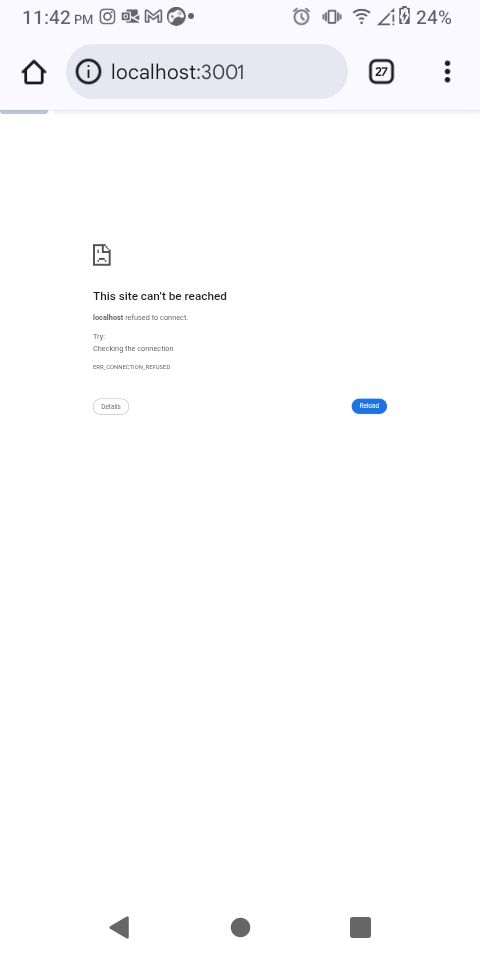 11:42 PM 24%
localhost:3001 27
This site can't be reached
localhost refused to connect.
Try:
Checking the connection
ERR_CONNECTION_REFUSED
Details Reload